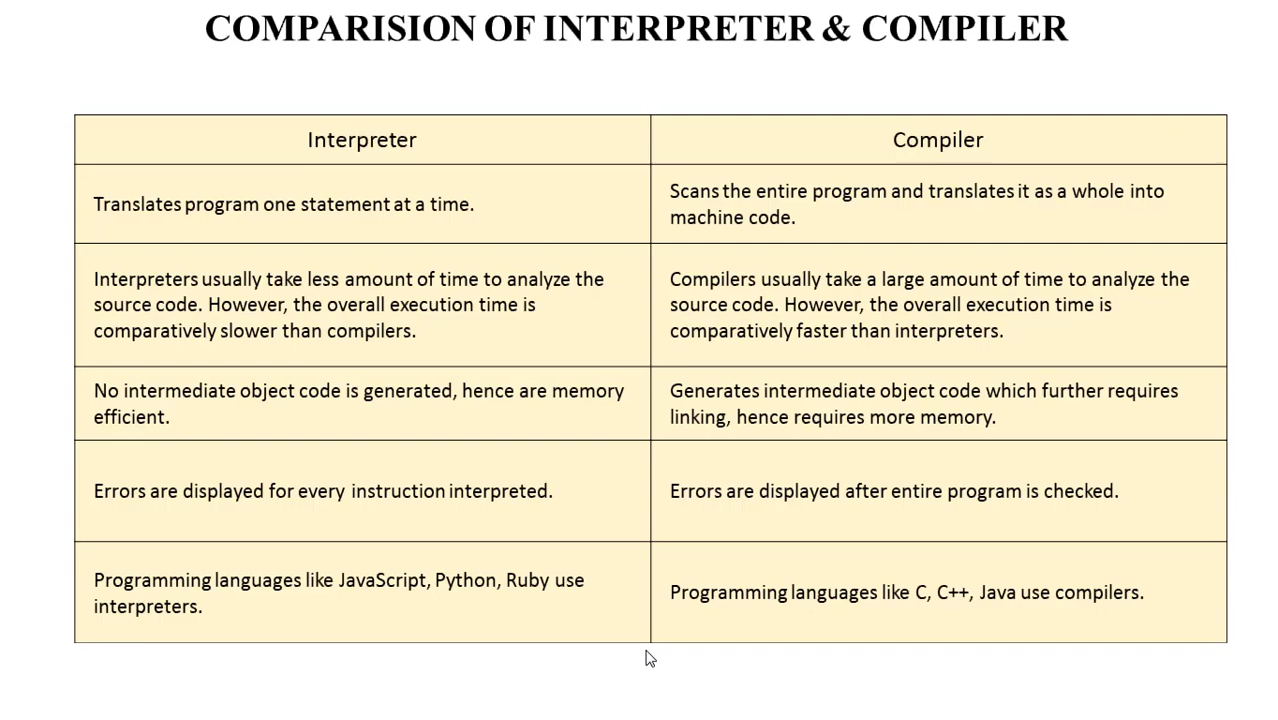 COMPARISION OF INTERPRETER & COMPILER
Interpreter
Compiler
Translates program one statement at a time.
Scans the entire program and translates it as a whole into
machine code.
Interpreters usually take less amount of time to analyze the
source code. However, the overall execution time is
comparatively slower than compilers.
Compilers usually take a large amount of time to analyze the
source code. However, the overall execution time is
comparatively faster than interpreters.
No intermediate object code is generated, hence are memory
efficient.
Generates intermediate object code which further requires
linking, hence requires more memory.
Errors are displayed for every instruction interpreted.
Errors are displayed after entire program is checked.
Programming languages like JavaScript, Python, Ruby use
interpreters.
Programming languages like C, C++, Java use compilers.